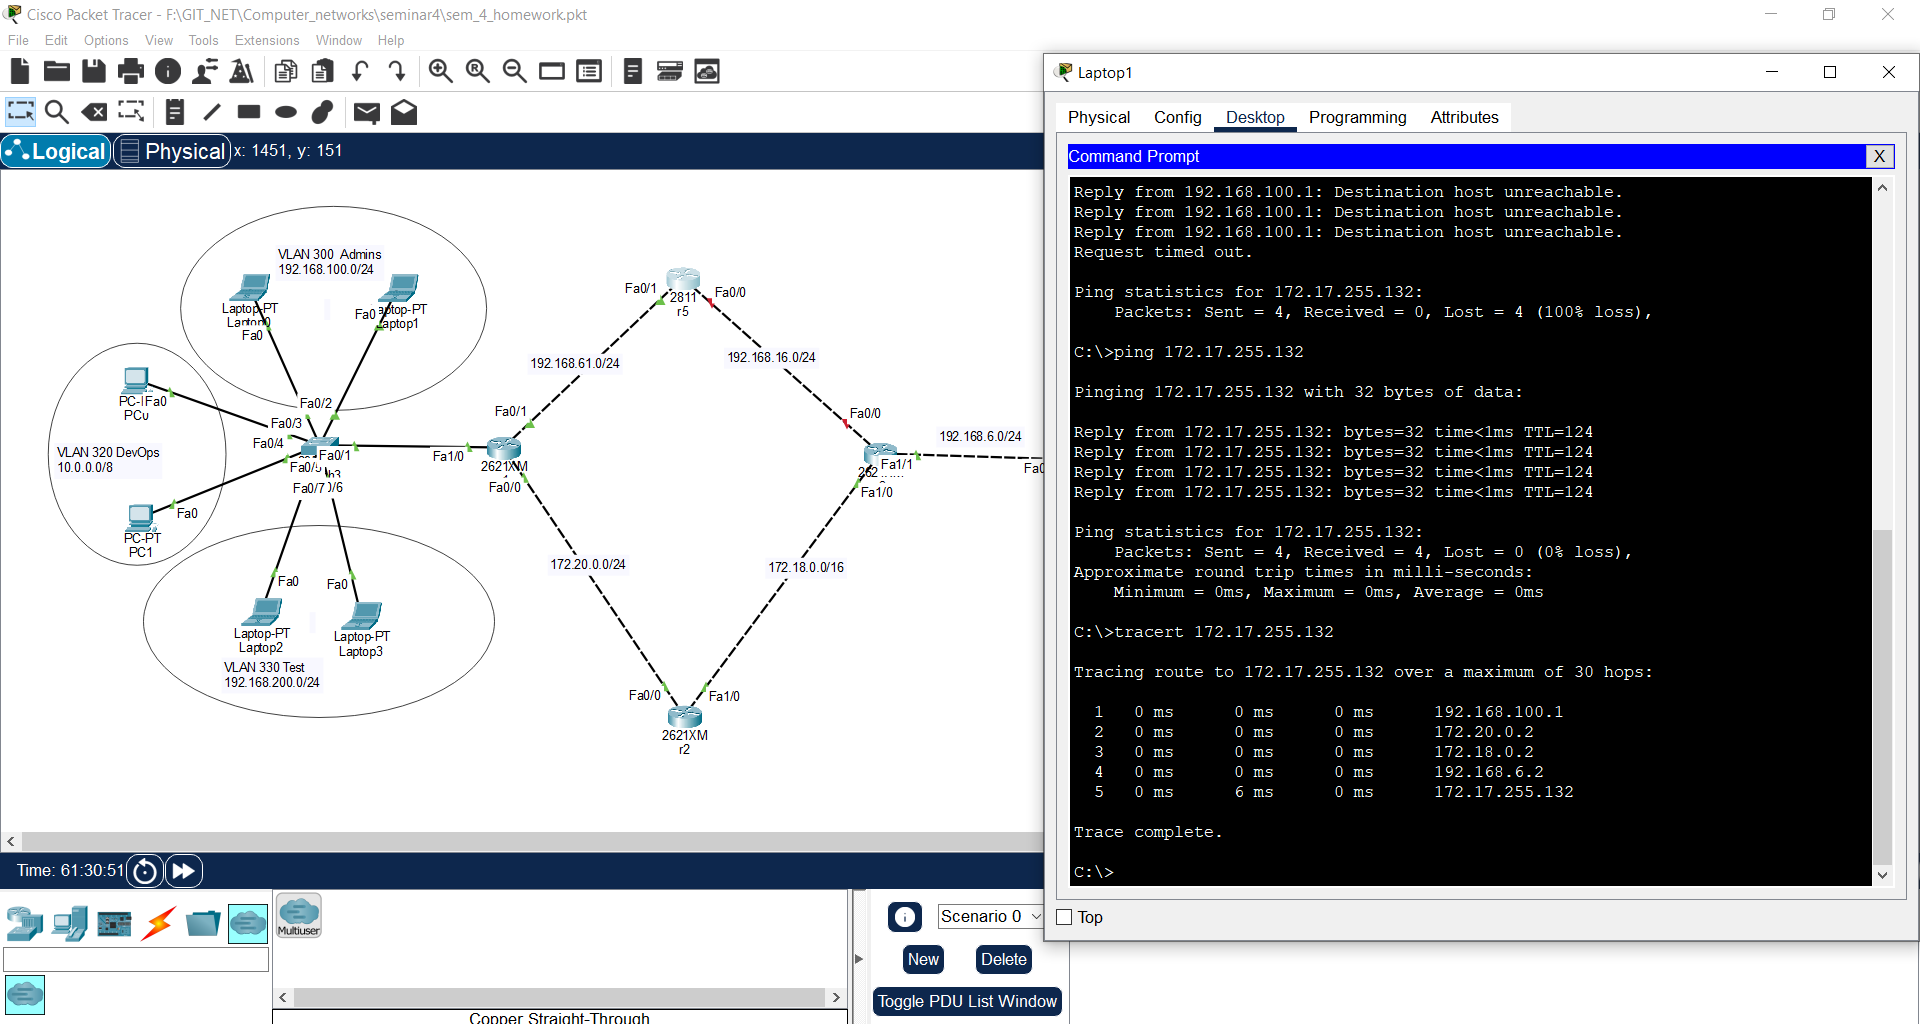 Cisco Packet Tracer - F:\GIT_NET\Computer_networks\seminar4\sem_4_homework.pkt
File Edit Options View Tools Extensions Window Help
Logical Physical x: 1451, y: 151
VLAN 300 Admins
192.168.100.0/24
Laptop-PT
Fa0
Laptop1
Fa0
PC-
Fa0
VLAN 320 DevOps
10.0.0.0/8
Fa0/2
Fa0/3
Fa0/4
Fa0/1
Fa0/7
Fa0
PC-PT
PC1
Fa0
Fa0
Laptop-PT
Laptop2
Laptop-PT
Laptop3
VLAN 330 Test
192.168.200.0/24
Fa1/0
Fa0/1
2621XM
Fa0/0
192.168.61.0/24
Fa0/1
2811
r5
Fa0/0
192.168.16.0/24
Fa0/0
192.168.6.0/24
Fa1/1
Fa1/0
172.20.0.0/24
172.18.0.0/16
Fa0/0
Fa1/0
2621XM
r2
Time: 61:30:51
Multiuser
Copper Straight-Through
Scenario 0
New
Delete
Toggle PDU List Window
Laptop1
Physical Config Desktop Programming Attributes
Command Prompt
X
Reply from 192.168.100.1: Destination host unreachable.
Reply from 192.168.100.1: Destination host unreachable.
Reply from 192.168.100.1: Destination host unreachable.
Request timed out.
Ping statistics for 172.17.255.132:
Packets: Sent = 4, Received = 0, Lost = 4 (100% loss),
C:\>ping 172.17.255.132
Pinging 172.17.255.132 with 32 bytes of data:
Reply from 172.17.255.132: bytes=32 time<1ms TTL=124
Reply from 172.17.255.132: bytes=32 time<1ms TTL=124
Reply from 172.17.255.132: bytes=32 time<1ms TTL=124
Reply from 172.17.255.132: bytes=32 time<1ms TTL=124
Ping statistics for 172.17.255.132:
Packets: Sent = 4, Received = 4, Lost = 0 (0% loss),
Approximate round trip times in milli-seconds:
Minimum = 0ms, Maximum = 0ms, Average = 0ms
C:\>tracert 172.17.255.132
Tracing route to 172.17.255.132 over a maximum of 30 hops:
1 0 ms 0 ms 0 ms 192.168.100.1
2 0 ms 0 ms 0 ms 172.20.0.2
3 0 ms 0 ms 0 ms 172.18.0.2
4 0 ms 0 ms 0 ms 192.168.6.2
5 0 ms 6 ms 0 ms 172.17.255.132
Trace complete.
C:\>
Top